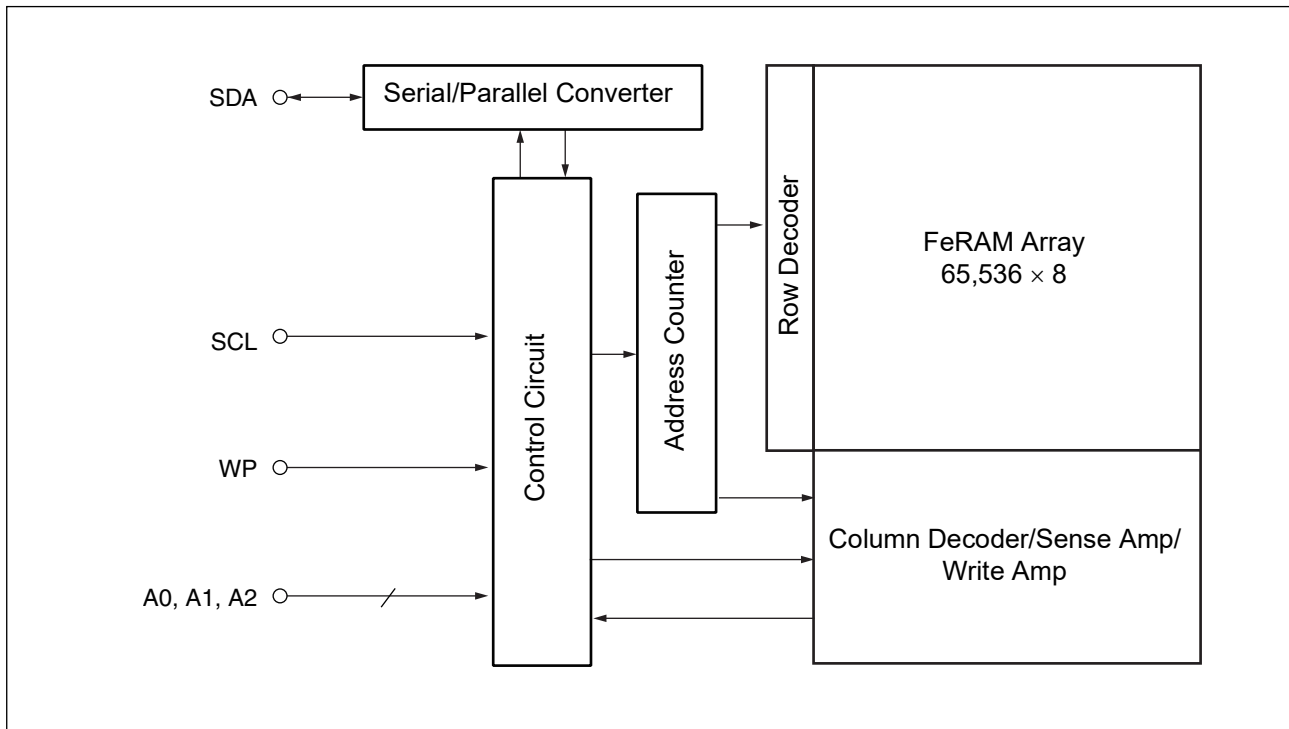 SDA
Serial/Parallel Converter
SCL
WP
A0, A1, A2
Control Circuit
Address Counter
Row Decoder
FeRAM Array
65,536 × 8
Column Decoder/Sense Amp/
Write Amp